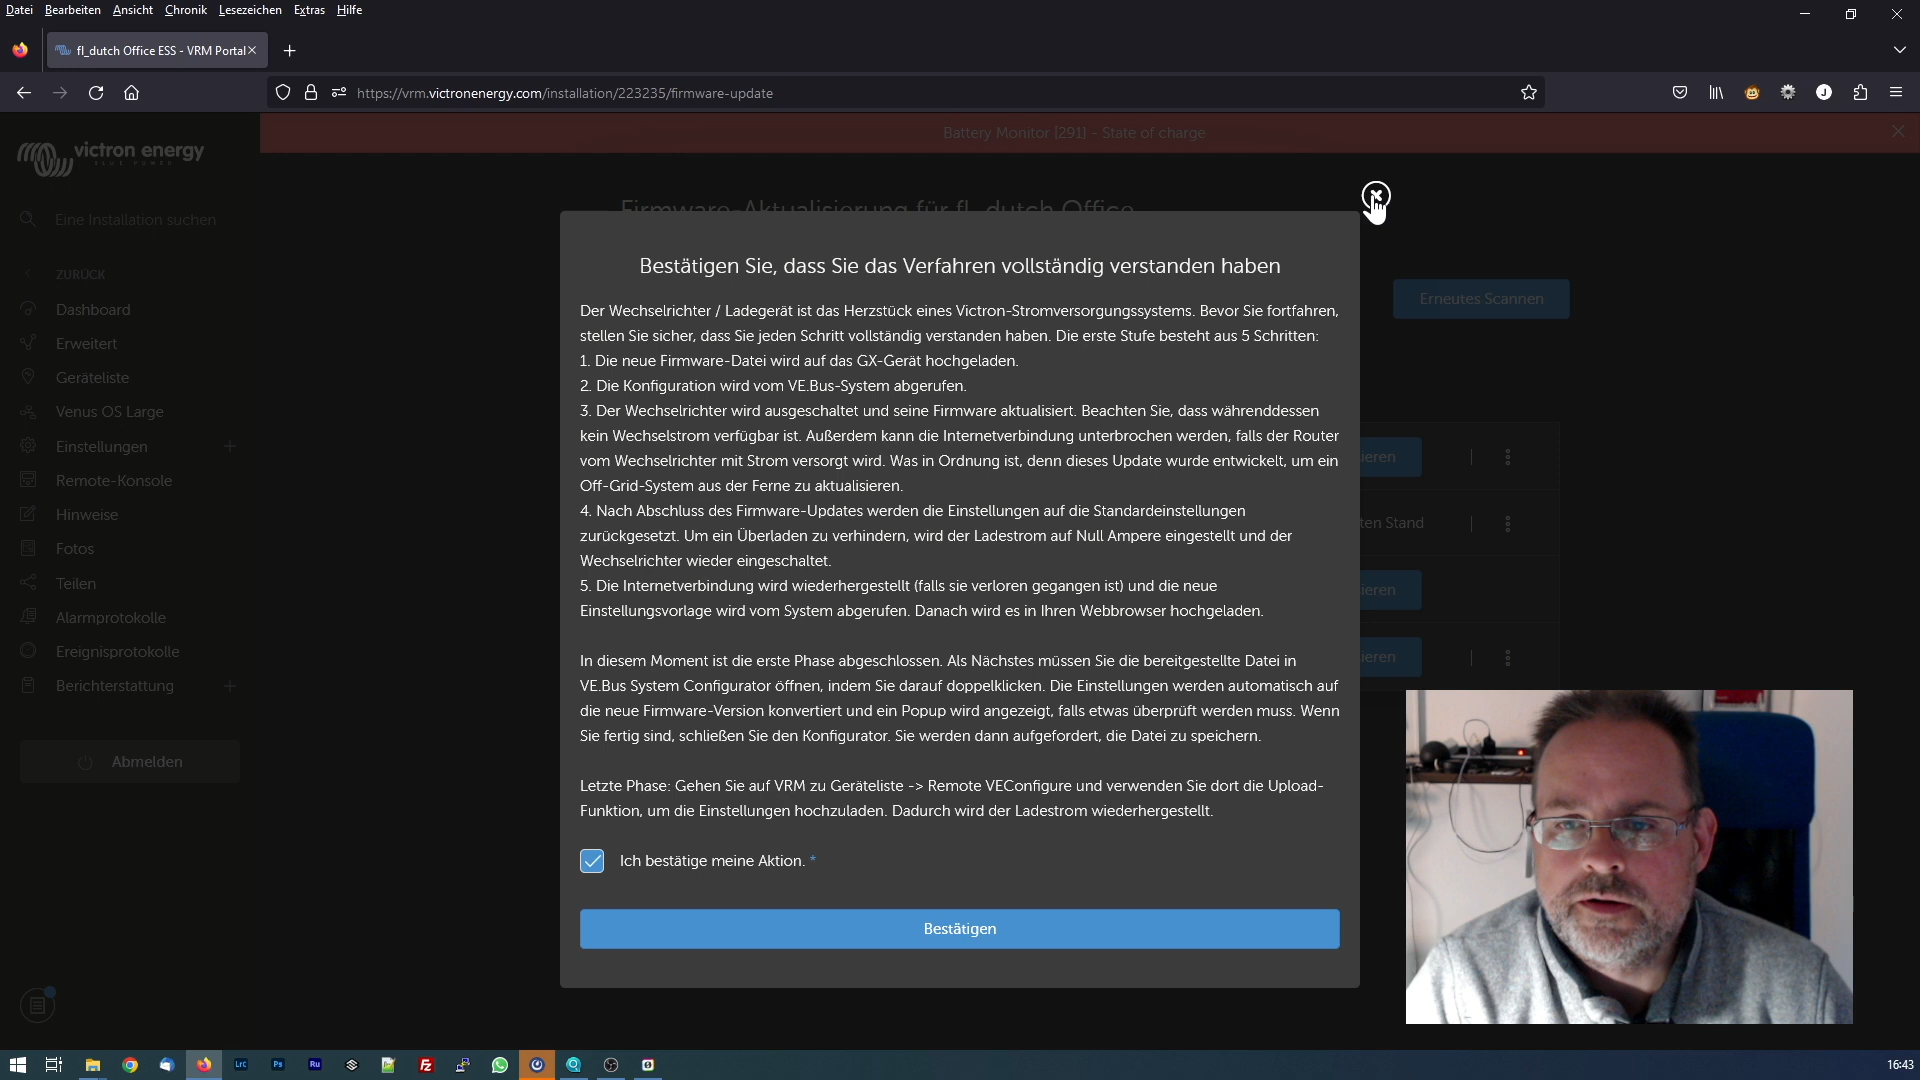 Datei Bearbeiten Ansicht Chronik Lesezeichen Extras Hilfe
fl_dutch Office ESS - VRM Portal
https://vrm.victronenergy.com/installation/223235/firmware-update
victron energy
BLUE POWER
Battery Monitor [291] - State of charge
Eine Installation suchen
ZURÜCK
Dashboard
Erweitert
Geräteliste
Venus OS Large
Einstellungen
Remote-Konsole
Hinweise
Fotos
Teilen
Alarmprotokolle
Ereignisprotokolle
Berichterstattung
Abmelden
Firmware-Aktualisierung für fl_dutch Office
Erneutes Scannen
ieren
ten Stand
ieren
ieren
Bestätigen Sie, dass Sie das Verfahren vollständig verstanden haben
Der Wechselrichter / Ladegerät ist das Herzstück eines Victron-Stromversorgungssystems. Bevor Sie fortfahren,
stellen Sie sicher, dass Sie jeden Schritt vollständig verstanden haben. Die erste Stufe besteht aus 5 Schritten:
1. Die neue Firmware-Datei wird auf das GX-Gerät hochgeladen.
2. Die Konfiguration wird vom VE.Bus-System abgerufen.
3. Der Wechselrichter wird ausgeschaltet und seine Firmware aktualisiert. Beachten Sie, dass währenddessen
kein Wechselstrom verfügbar ist. Außerdem kann die Internetverbindung unterbrochen werden, falls der Router
vom Wechselrichter mit Strom versorgt wird. Was in Ordnung ist, denn dieses Update wurde entwickelt, um ein
Off-Grid-System aus der Ferne zu aktualisieren.
4. Nach Abschluss des Firmware-Updates werden die Einstellungen auf die Standardeinstellungen
zurückgesetzt. Um ein Überladen zu verhindern, wird der Ladestrom auf Null Ampere eingestellt und der
Wechselrichter wieder eingeschaltet.
5. Die Internetverbindung wird wiederhergestellt (falls sie verloren gegangen ist) und die neue
Einstellungsvorlage wird vom System abgerufen. Danach wird es in Ihren Webbrowser hochgeladen.
In diesem Moment ist die erste Phase abgeschlossen. Als Nächstes müssen Sie die bereitgestellte Datei in
VE.Bus System Configurator öffnen, indem Sie darauf doppelklicken. Die Einstellungen werden automatisch auf
die neue Firmware-Version konvertiert und ein Popup wird angezeigt, falls etwas überprüft werden muss. Wenn
Sie fertig sind, schließen Sie den Konfigurator. Sie werden dann aufgefordert, die Datei zu speichern.
Letzte Phase: Gehen Sie auf VRM zu Geräteliste -> Remote VEConfigure und verwenden Sie dort die Upload-
Funktion, um die Einstellungen hochzuladen. Dadurch wird der Ladestrom wiederhergestellt.
Ich bestätige meine Aktion. *
Bestätigen
J
LrC
Ps
Ru
Fz
16:43